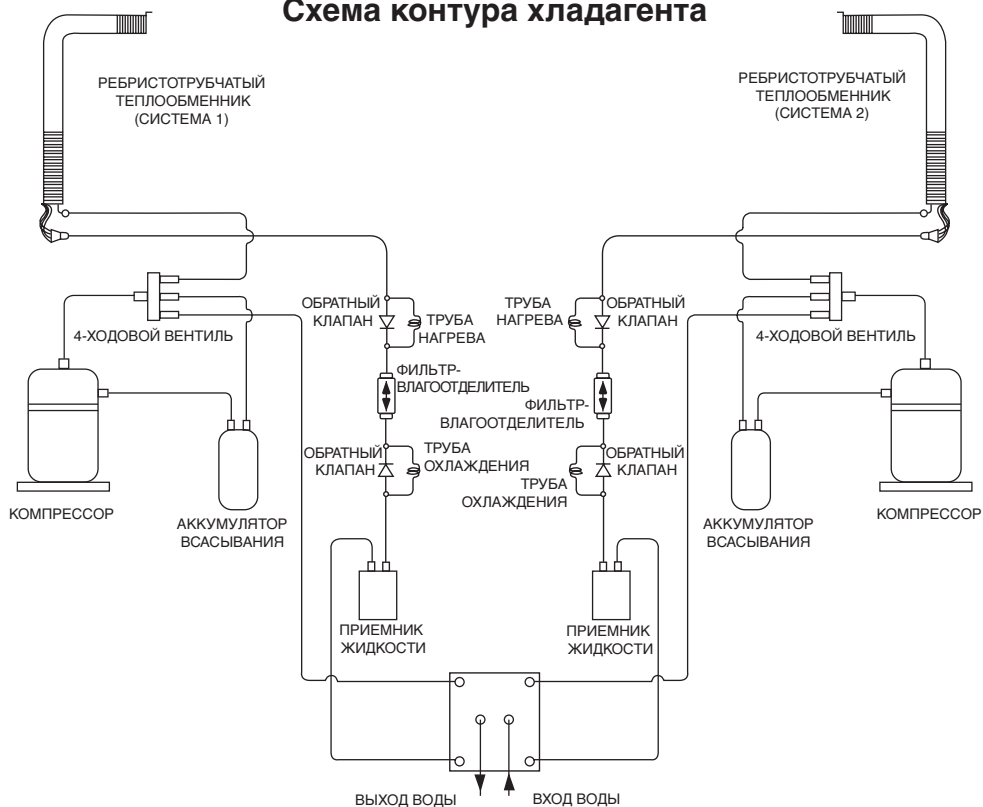 Схема контура хладагента
РЕБРИСТОТРУБЧАТЫЙ
ТЕПЛООБМЕННИК
(СИСТЕМА 1)
РЕБРИСТОТРУБЧАТЫЙ
ТЕПЛООБМЕННИК
(СИСТЕМА 2)
ОБРАТНЫЙ
КЛАПАН
ТРУБА
НАГРЕВА
ТРУБА
НАГРЕВА
ОБРАТНЫЙ
КЛАПАН
4-ХОДОВОЙ ВЕНТИЛЬ
4-ХОДОВОЙ ВЕНТИЛЬ
ФИЛЬТР-
ВЛАГООТДЕЛИТЕЛЬ
ФИЛЬТР-
ВЛАГООТДЕЛИТЕЛЬ
ОБРАТНЫЙ
КЛАПАН
ТРУБА
ОХЛАЖДЕНИЯ
ОБРАТНЫЙ
КЛАПАН
ТРУБА
ОХЛАЖДЕНИЯ
КОМПРЕССОР
АККУМУЛЯТОР
ВСАСЫВАНИЯ
АККУМУЛЯТОР
ВСАСЫВАНИЯ
КОМПРЕССОР
ПРИЕМНИК
ЖИДКОСТИ
ПРИЕМНИК
ЖИДКОСТИ
ВЫХОД ВОДЫ
ВХОД ВОДЫ